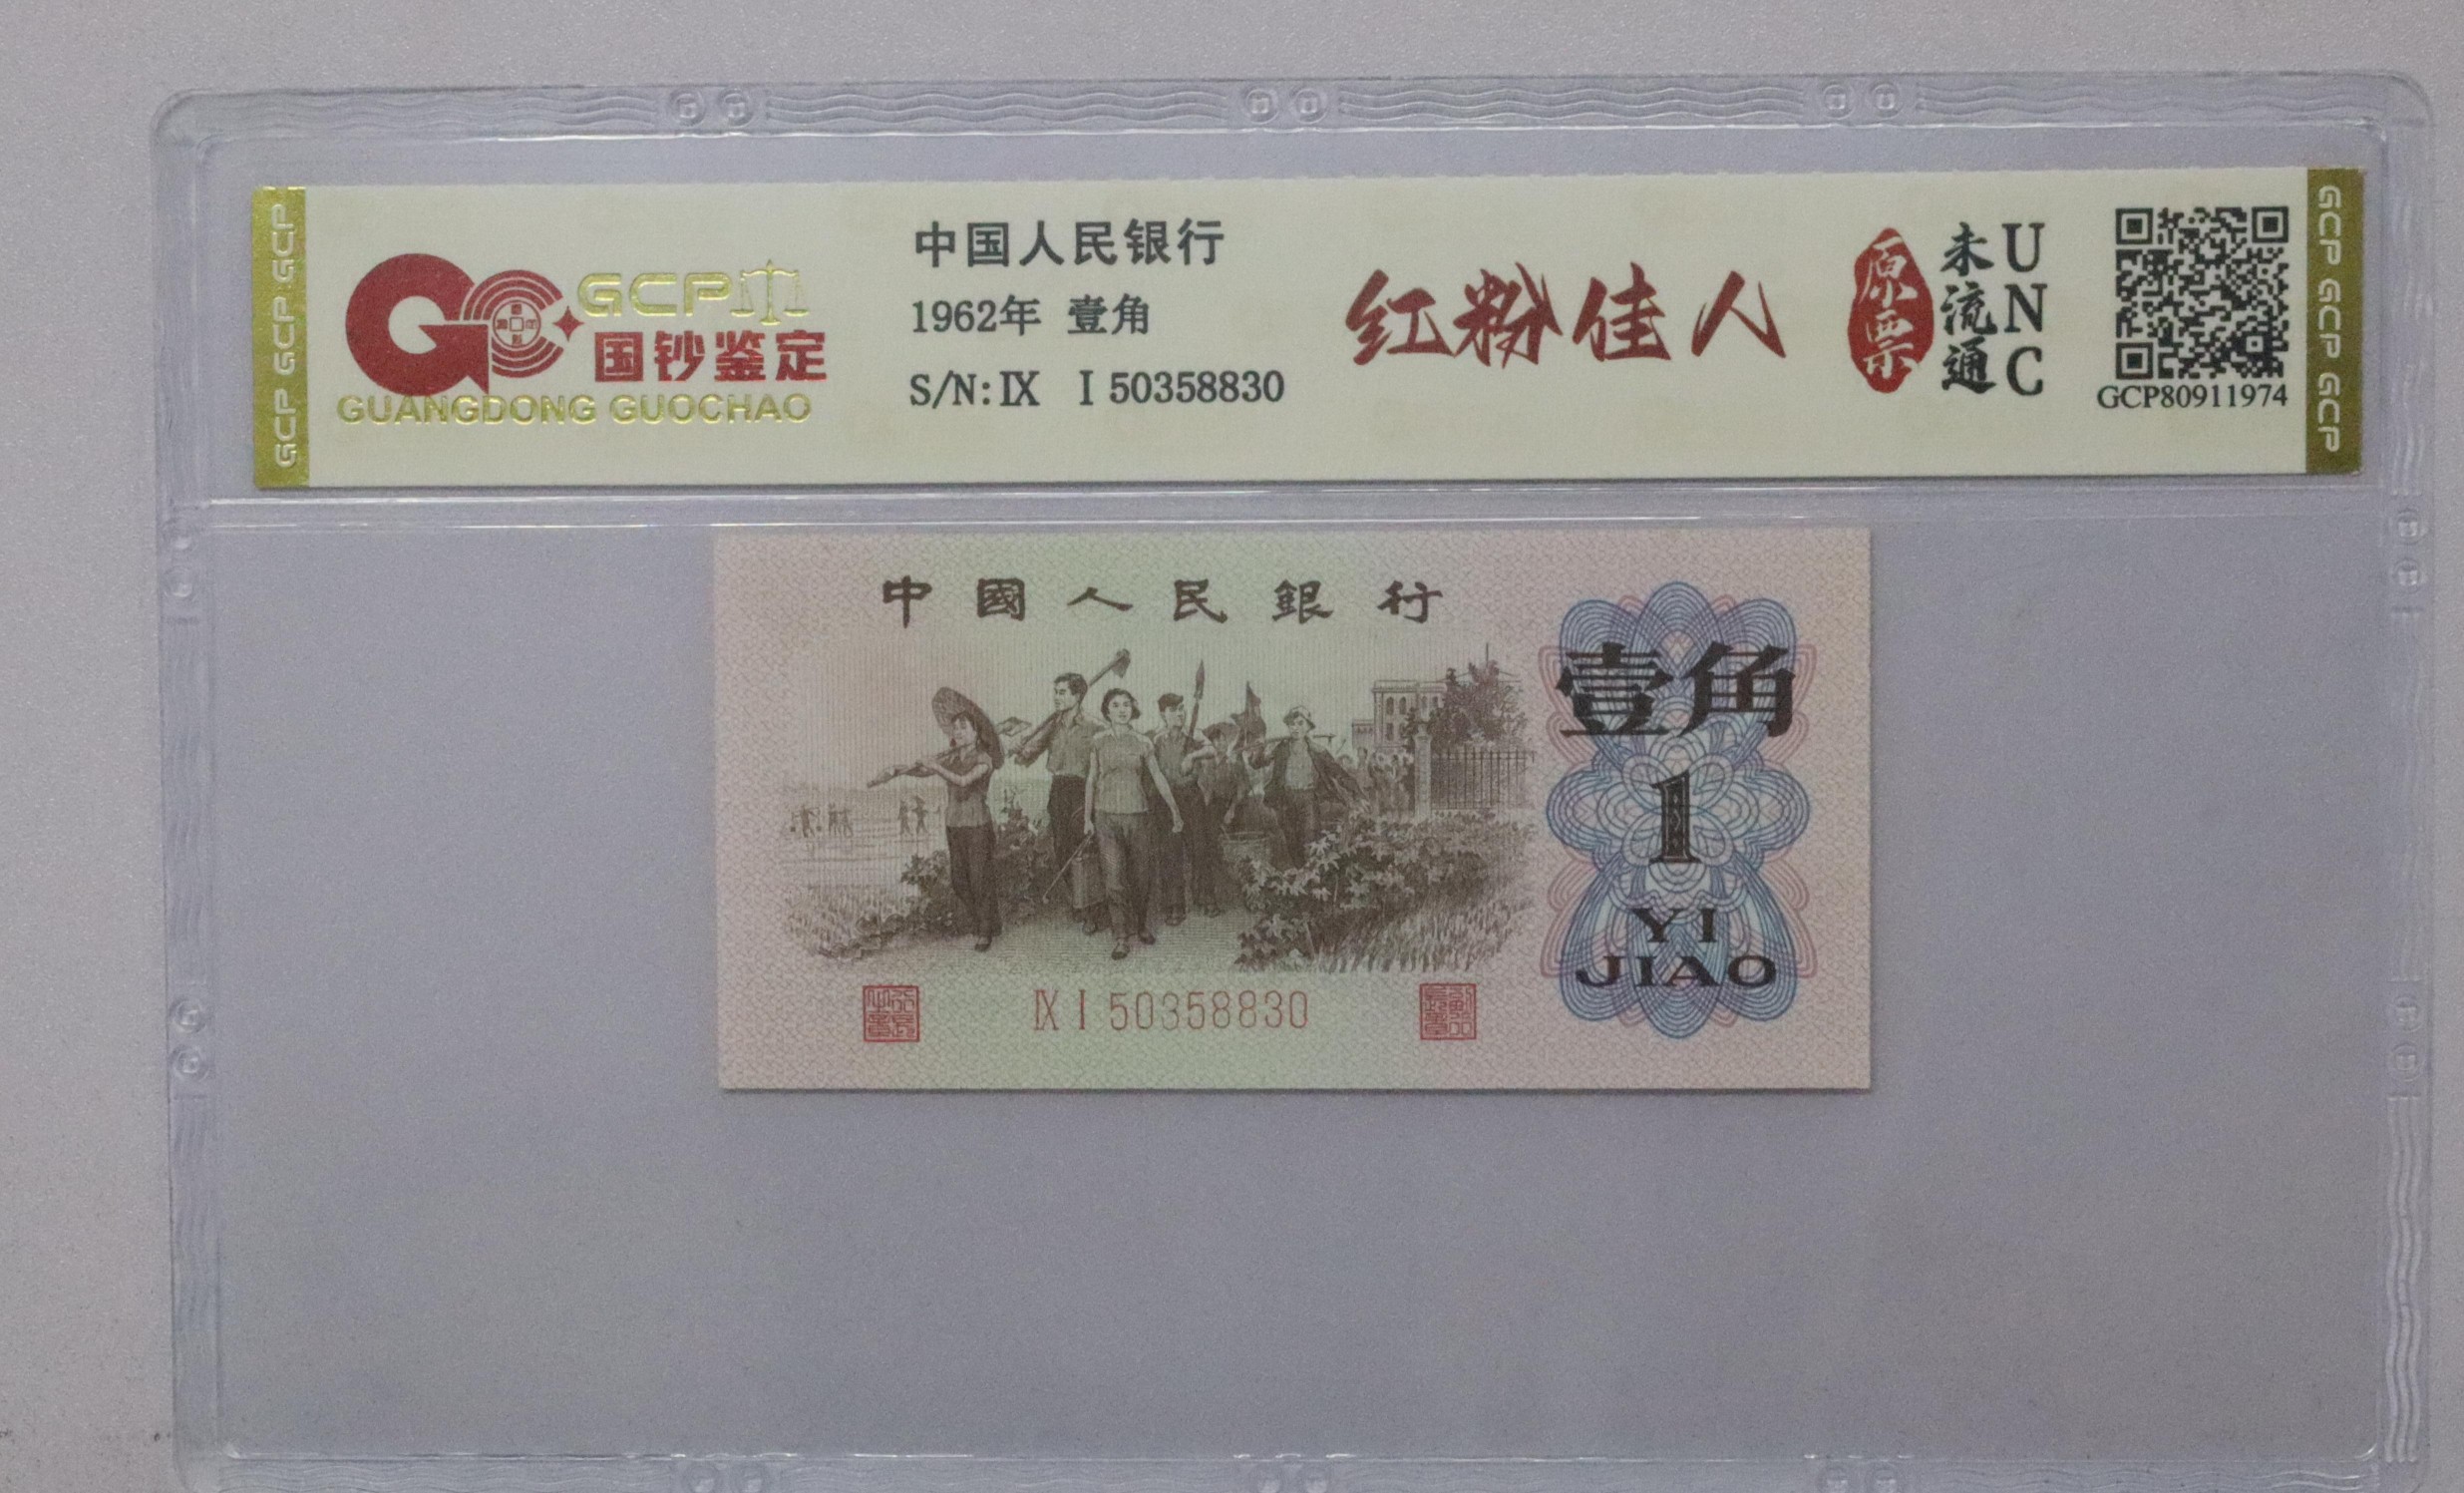 GCP GCP GCP
GCP
国钞鉴定
GUANGDONG GUOCHAO
中国人民银行
1962年 壹角
S/N: Ⅸ Ⅰ 50358830
红粉佳人
原票
未流通
UNC
GCP80911974
GCP GCP GCP
中國人民銀行
壹角
1
YI
JIAO
Ⅸ Ⅰ 50358830